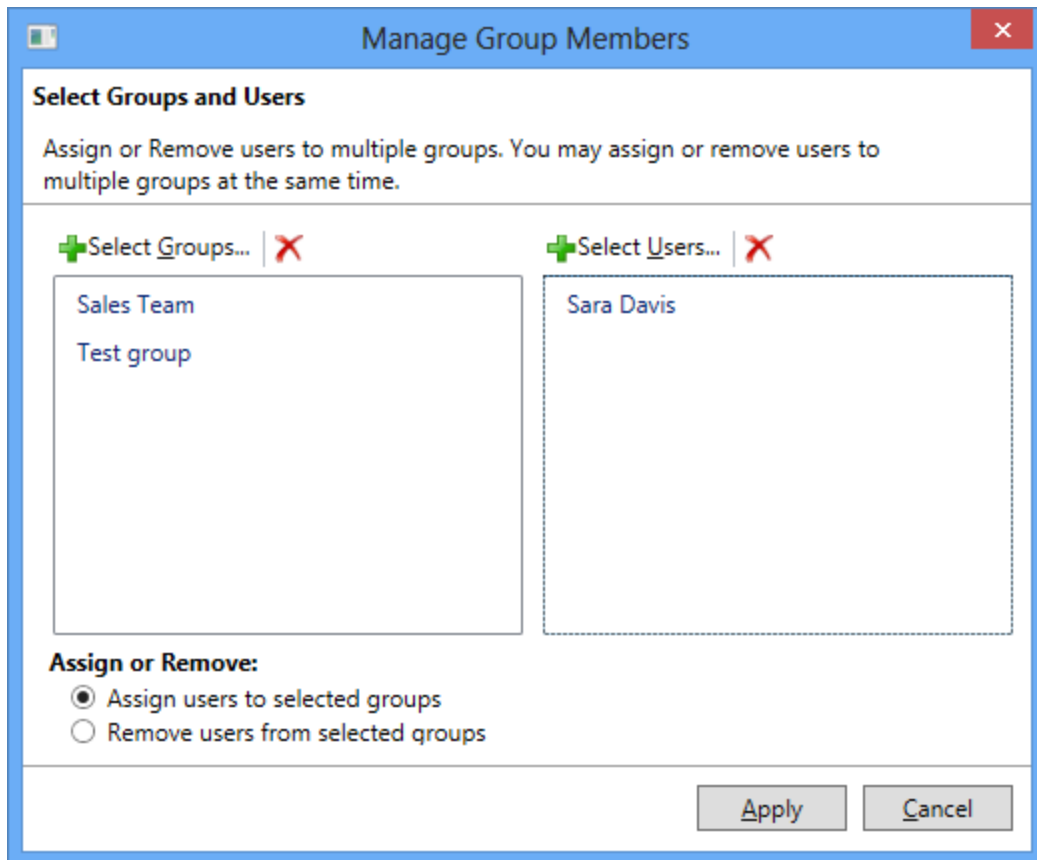 Manage Group Members
Select Groups and Users
Assign or Remove users to multiple groups. You may assign or remove users to
multiple groups at the same time.
Select Groups...
Select Users...
Sales Team
Test group
Sara Davis
Assign or Remove:
Assign users to selected groups
Remove users from selected groups
Apply
Cancel